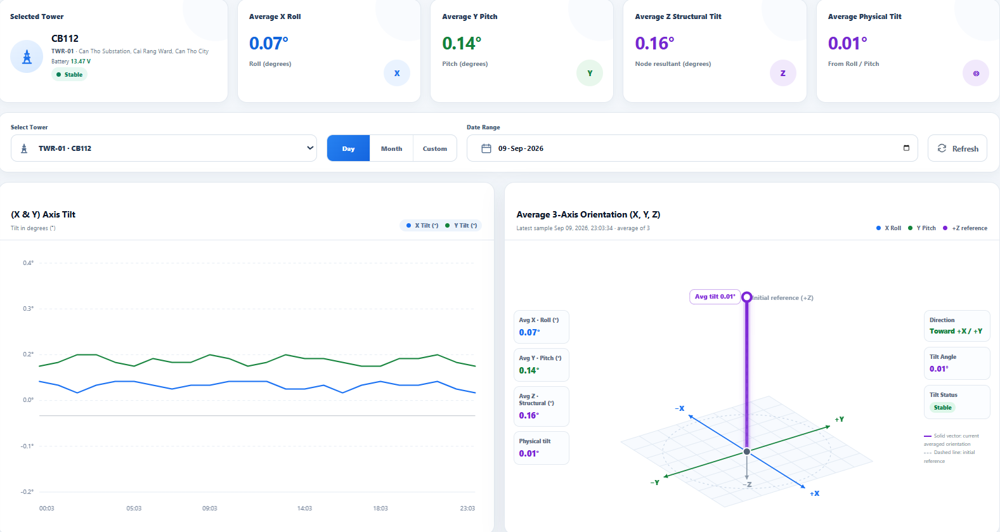 Selected Tower
CB112
TWR-01 · Can Tho Substation, Cai Rang Ward, Can Tho City
Battery 13.47 V
Stable
Average X Roll
0.07°
Roll (degrees)
X
Average Y Pitch
0.14°
Pitch (degrees)
Y
Average Z Structural Tilt
0.16°
Node resultant (degrees)
Z
Average Physical Tilt
0.01°
From Roll / Pitch
Select Tower
TWR-01 · CB112
Day
Month
Custom
Date Range
09-Sep-2026
Refresh
(X & Y) Axis Tilt
Tilt in degrees (°)
X Tilt (°)
Y Tilt (°)
0.4°
0.3°
0.2°
0.0°
-0.1°
-0.2°
00:03
05:03
09:03
14:03
18:03
23:03
Average 3-Axis Orientation (X, Y, Z)
Latest sample Sep 09, 2026, 23:03:34 · average of 3
X Roll
Y Pitch
+Z reference
Avg X · Roll (°)
0.07°
Avg Y · Pitch (°)
0.14°
Avg Z ·
Structural (°)
0.16°
Physical tilt
0.01°
Avg tilt 0.01°
Initial reference (+Z)
−X
+Y
−Y
−Z
+X
Direction
Toward +X / +Y
Tilt Angle
0.01°
Tilt Status
Stable
Solid vector: current
averaged orientation
Dashed line: initial
reference